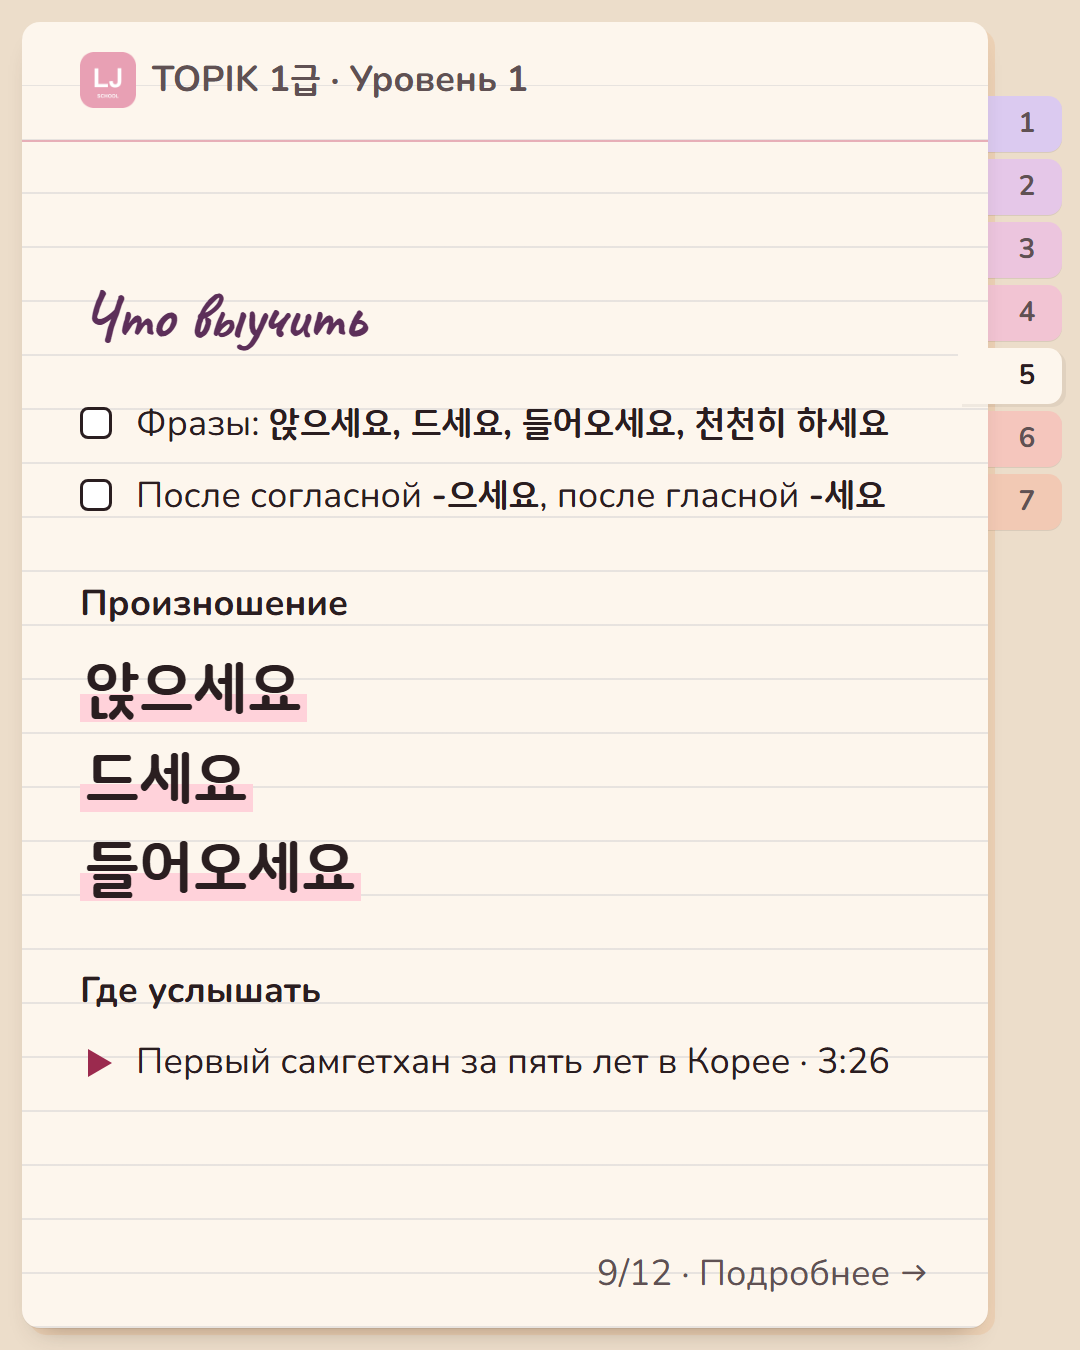 LJ
SCHOOL
TOPIK 1급 · Уровень 1
1
2
3
4
5
6
7
Что выучить
Фразы: 앉으세요, 드세요, 들어오세요, 천천히 하세요
После согласной -으세요, после гласной -세요
Произношение
앉으세요
드세요
들어오세요
Где услышать
Первый самгетхан за пять лет в Корее · 3:26
9/12 · Подробнее →